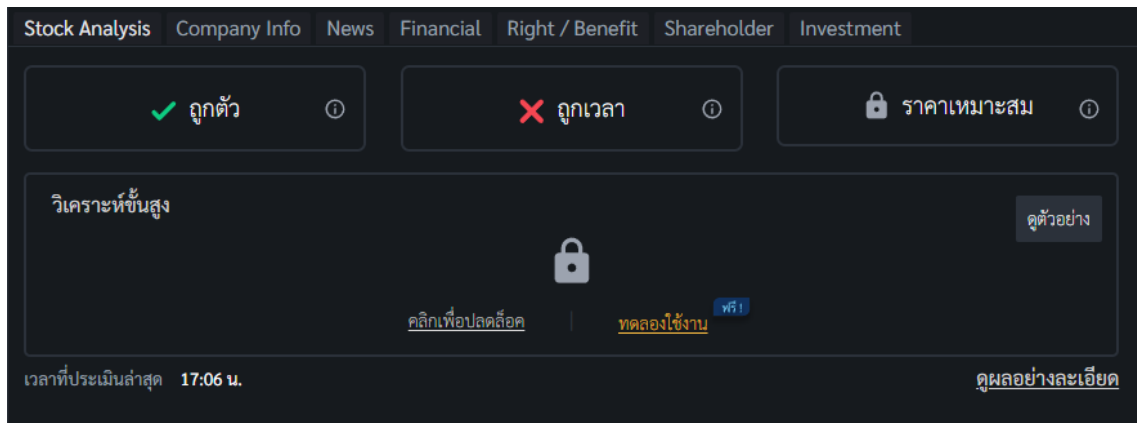 Stock Analysis Company Info News Financial Right / Benefit Shareholder Investment
ถูกตัว ถูกเวลา ราคาเหมาะสม
วิเคราะห์ขั้นสูง
ดูตัวอย่าง
ฟรี !
คลิกเพื่อปลดล็อค ทดลองใช้งาน
เวลาที่ประเมินล่าสุด 17:06 น. ดูผลอย่างละเอียด